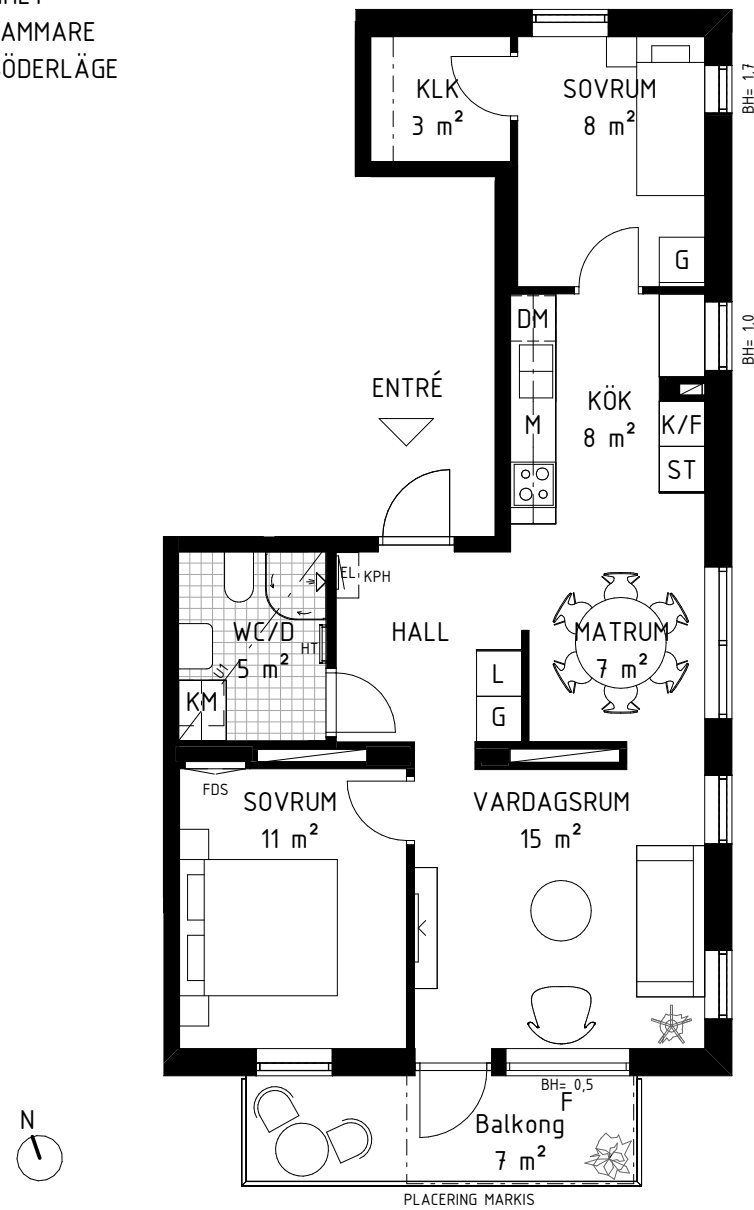 KLK
3 m²
SOVRUM
8 m²
BH= 1,7
G
DM
BH= 1,0
ENTRÉ
KÖK
8 m²
M
K/F
ST
EL
KPH
WC/D
5 m²
HT
U1
KM
HALL
MATRUM
7 m²
L
G
FDS
SOVRUM
11 m²
VARDAGSRUM
15 m²
BH= 0,5
F
Balkong
7 m²
N
PLACERING MARKIS